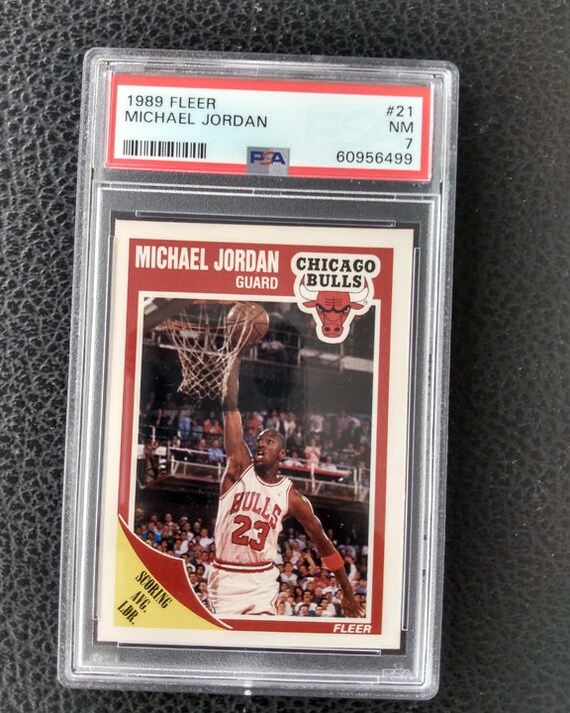 1989 FLEER #21
MICHAEL JORDAN NM
7
PSA 60956499
MICHAEL JORDAN
GUARD
CHICAGO
BULLS
BULLS
23
SCORING
AVG.
LDR.
FLEER